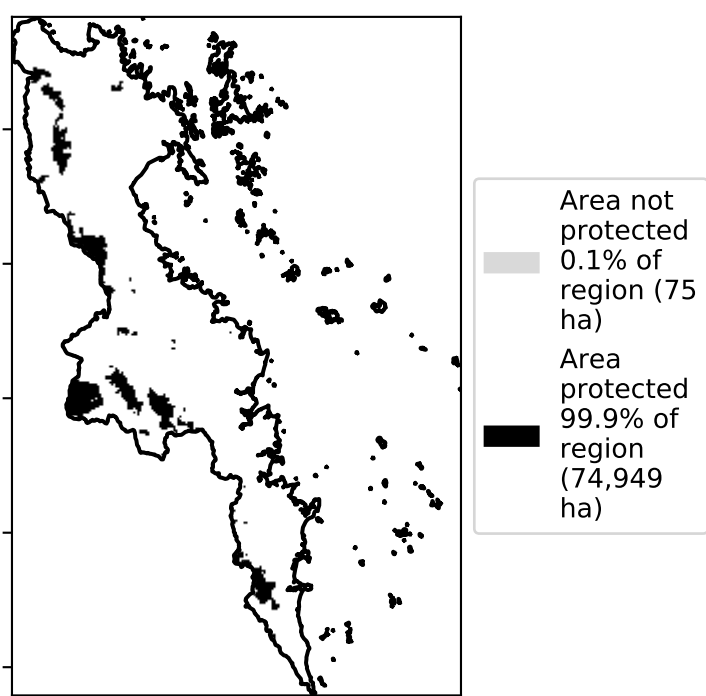 Area not
protected
0.1% of
region (75
ha)
Area
protected
99.9% of
region
(74,949
ha)